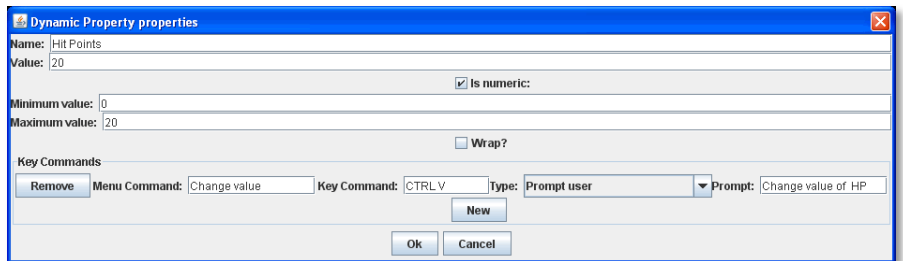 Dynamic Property properties
Name: Hit Points
Value: 20
Is numeric:
Minimum value: 0
Maximum value: 20
Wrap?
Key Commands
Remove Menu Command: Change value Key Command: CTRL V Type: Prompt user Prompt: Change value of HP
New
Ok Cancel